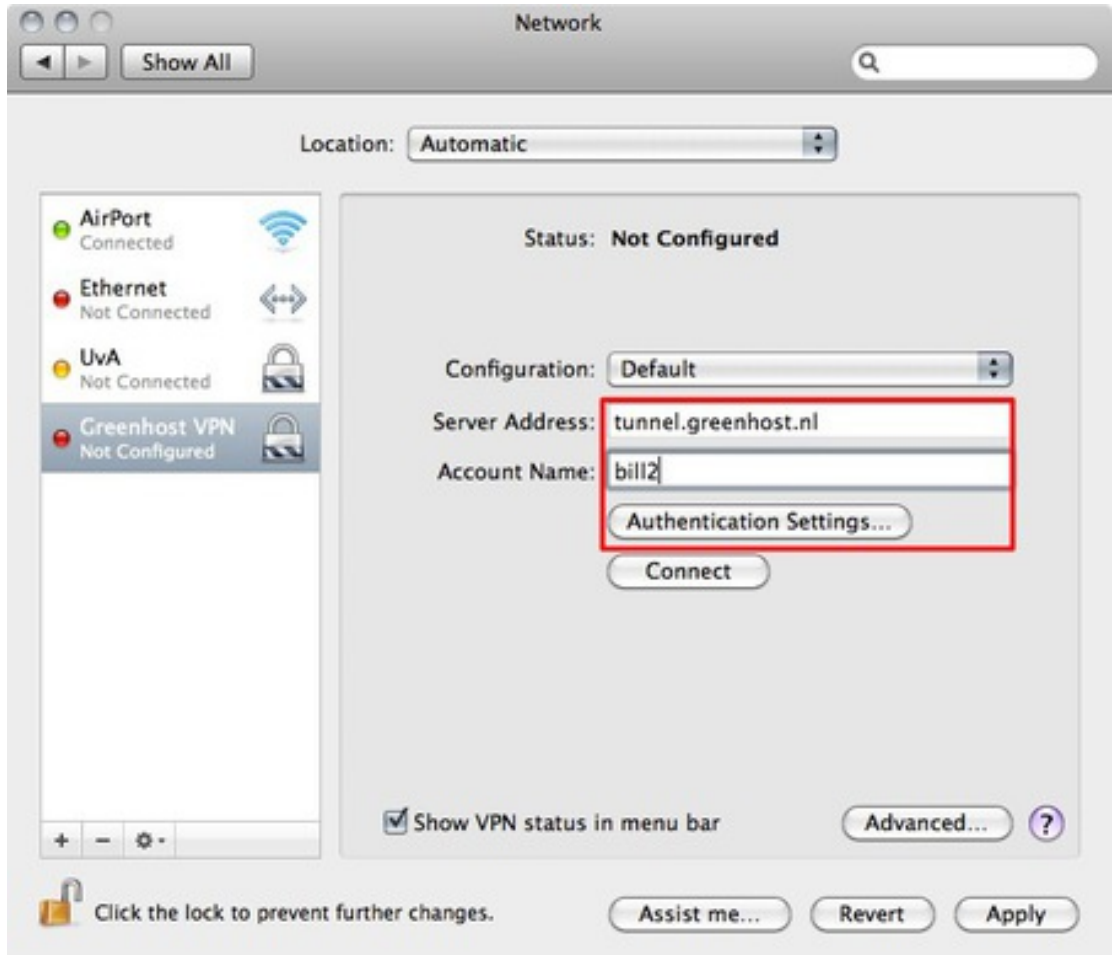 Network
Show All
Location: Automatic
AirPort
Connected
Ethernet
Not Connected
UvA
Not Connected
Greenhost VPN
Not Configured
+ −
Status: Not Configured
Configuration: Default
Server Address: tunnel.greenhost.nl
Account Name: bill2
Authentication Settings...
Connect
Show VPN status in menu bar
Advanced... ?
Click the lock to prevent further changes.
Assist me... Revert Apply